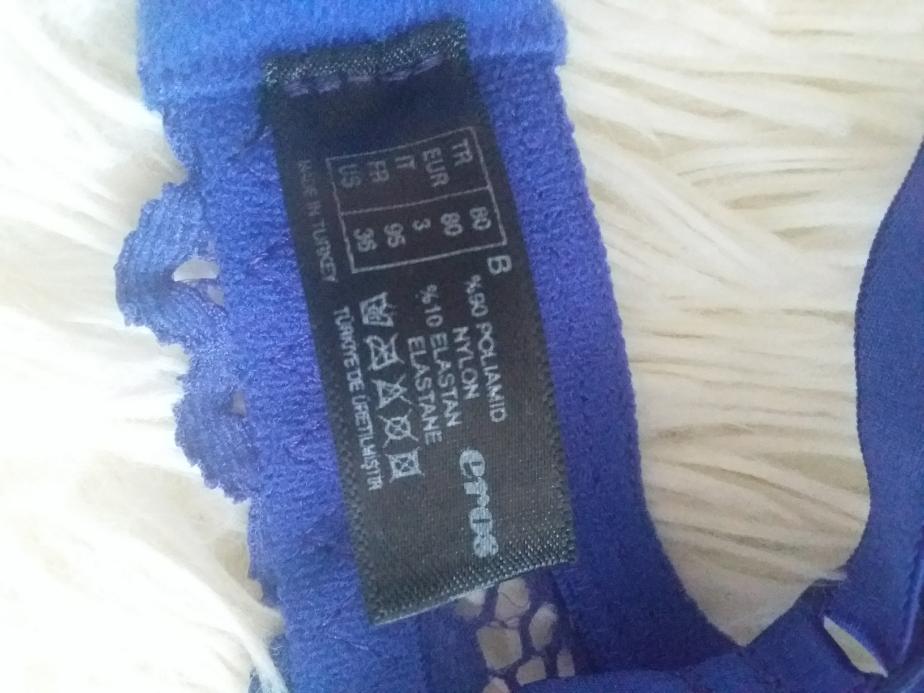 TR 80 B
EUR 80
IT 3
FR 95
US 36
MADE IN TURKEY
%90 POLIAMID
NYLON
%10 ELASTAN
ELASTANE
TÜRKİYE'DE ÜRETİLMİŞTİR
eros